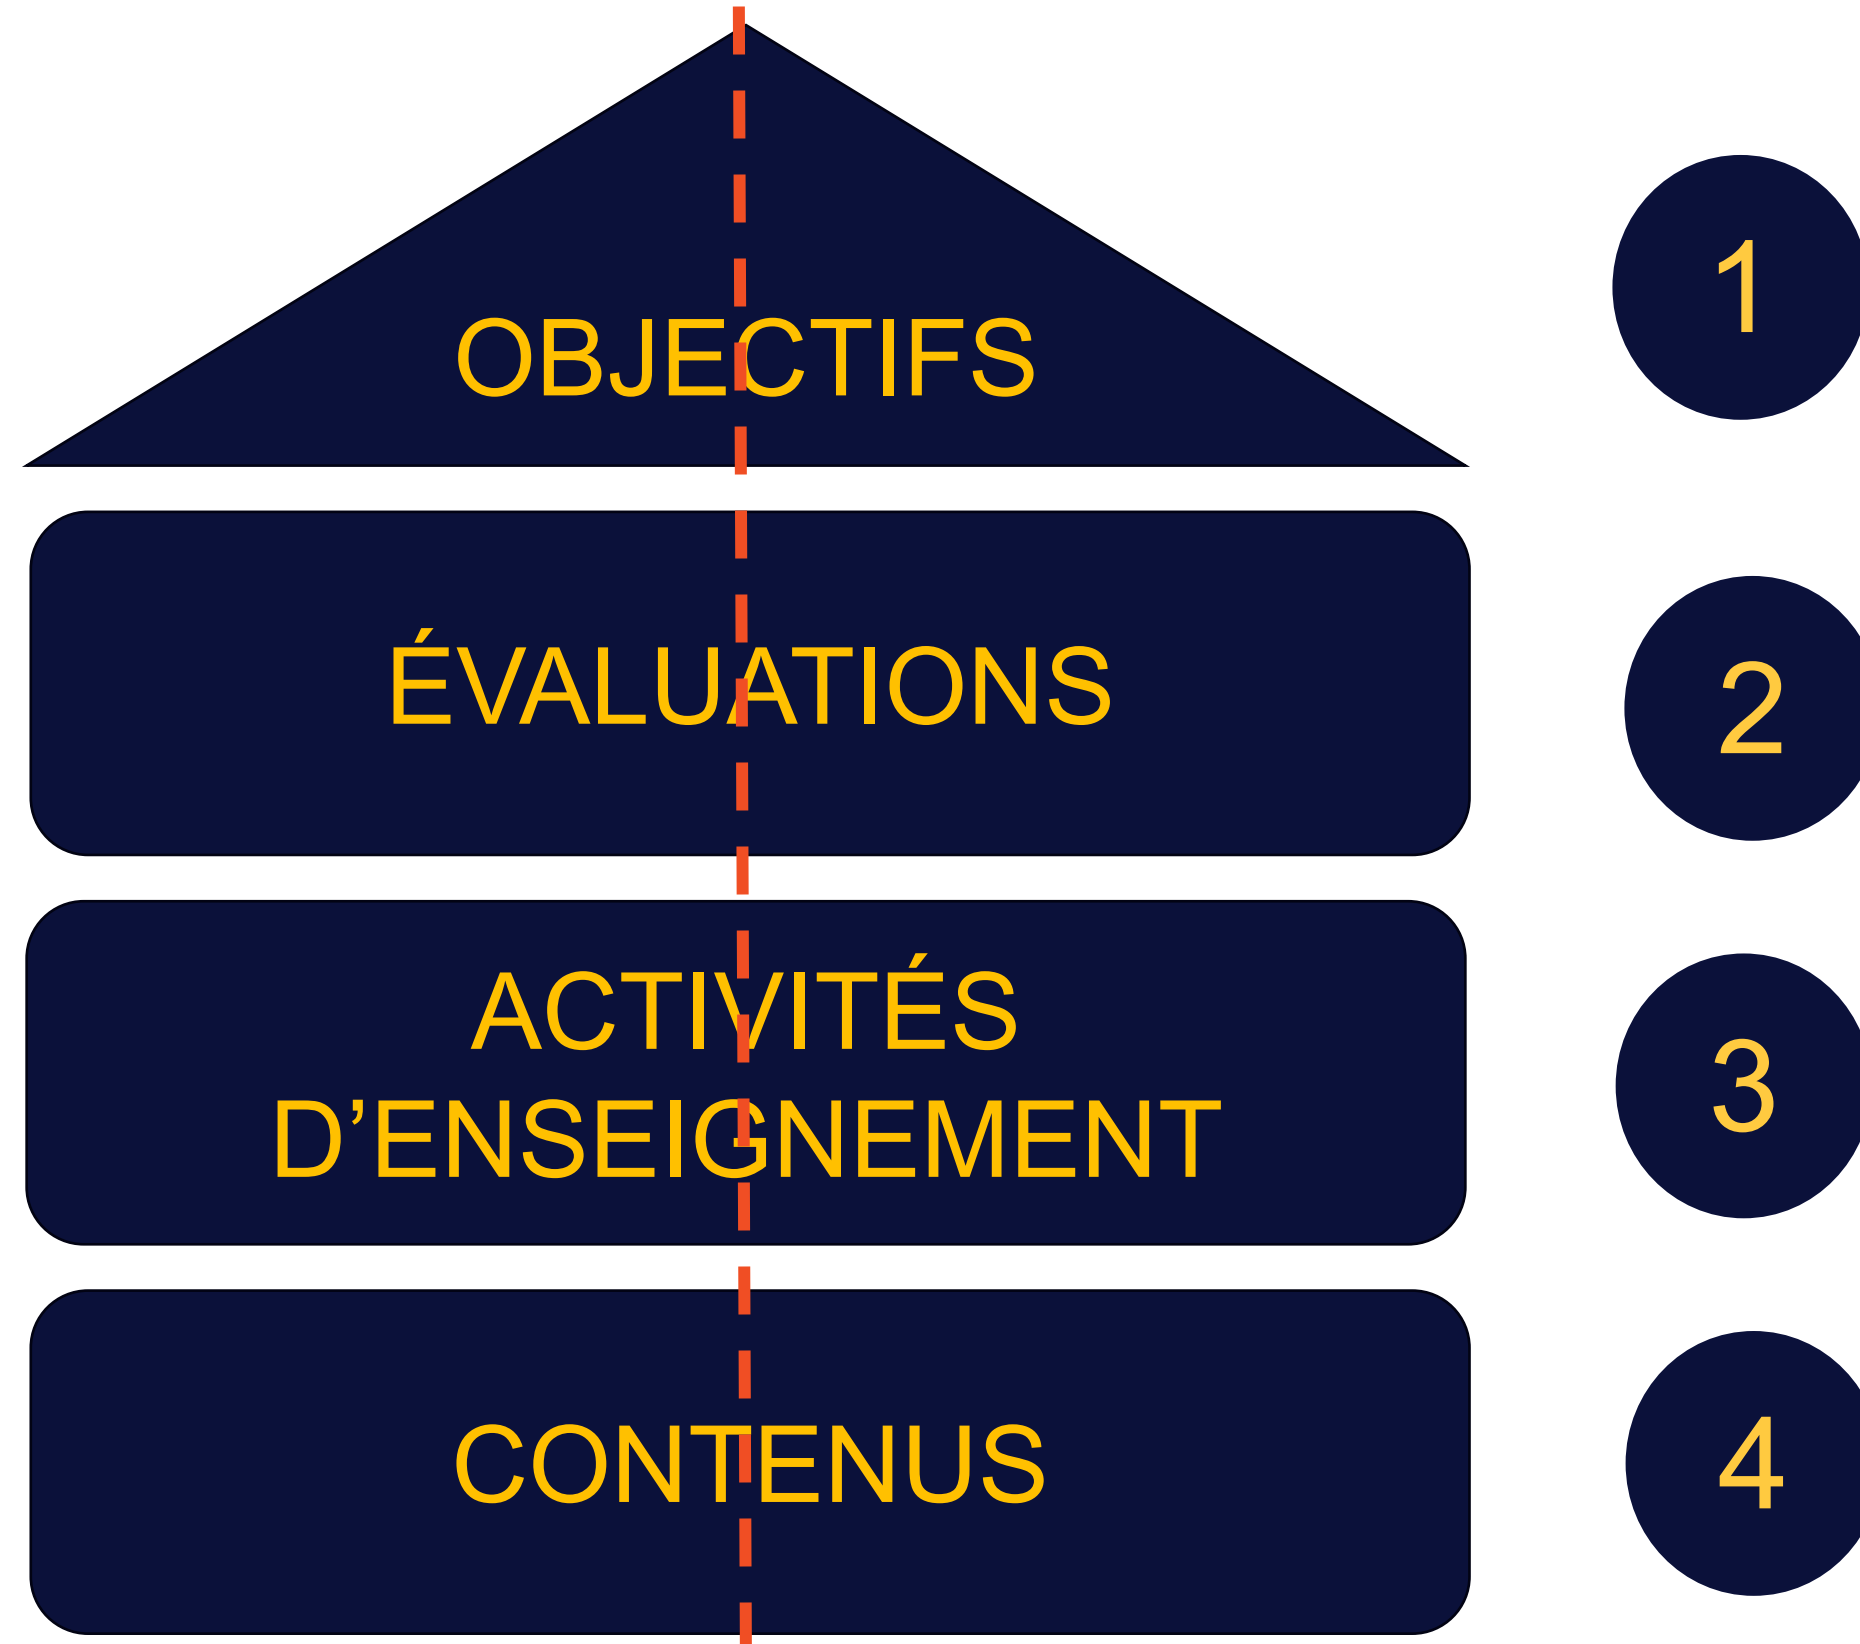 OBJECTIFS
1
ÉVALUATIONS
2
ACTIVITÉS
D’ENSEIGNEMENT
3
CONTENUS
4